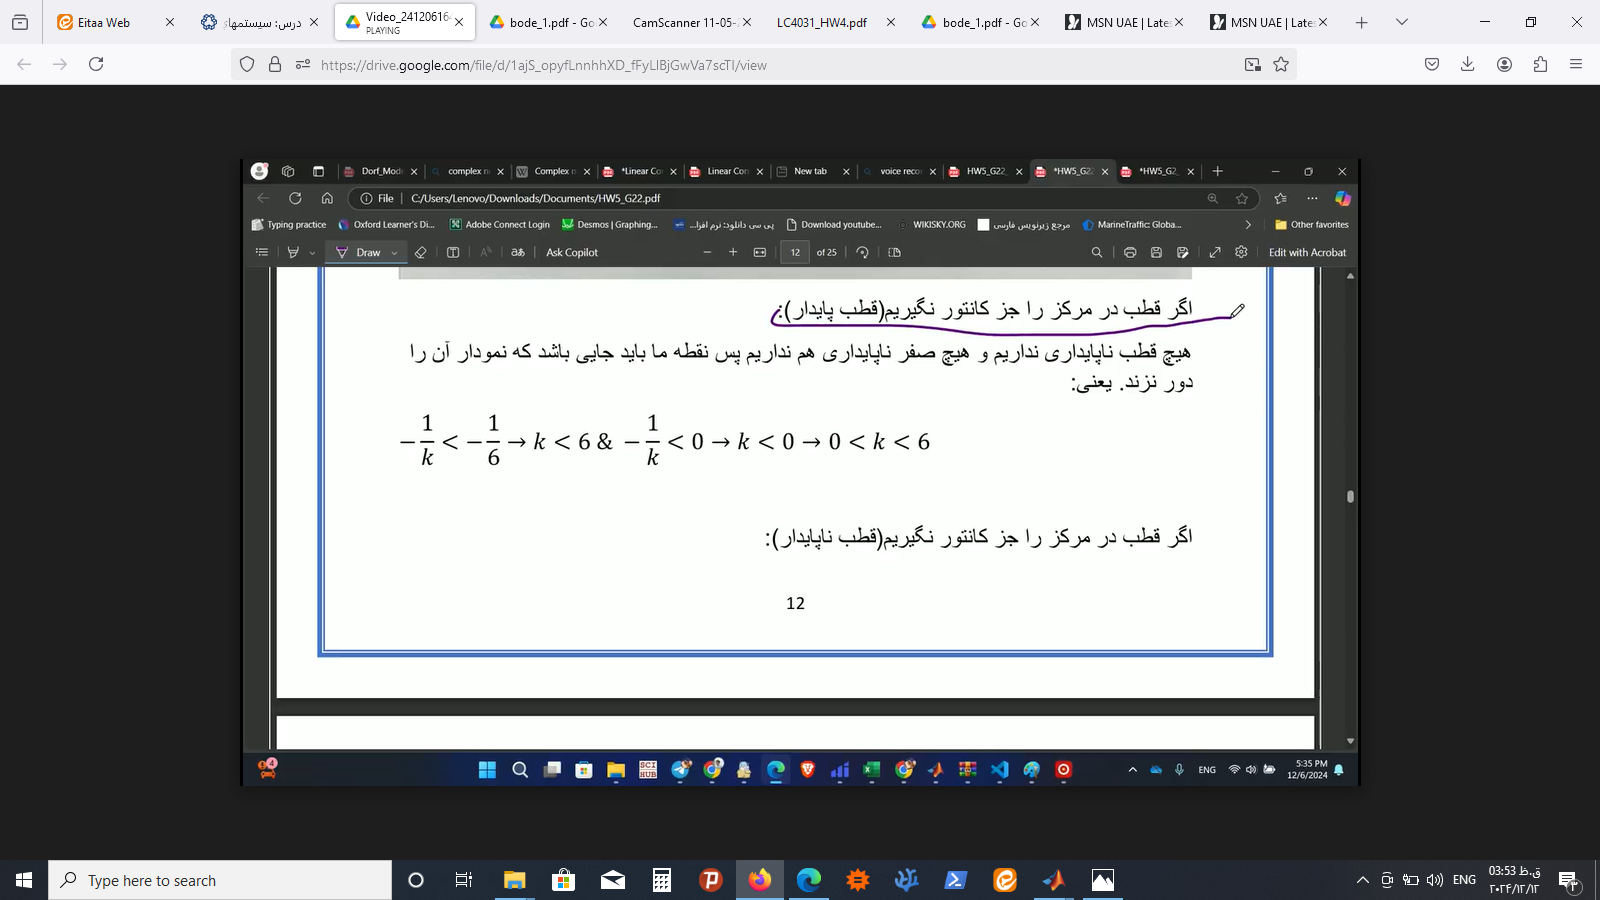 Eitaa Web
درس: سیستمهای
Video_24120616
PLAYING
bode_1.pdf - Go
CamScanner 11-05-
LC4031_HW4.pdf
bode_1.pdf - Go
MSN UAE | Late
MSN UAE | Late
https://drive.google.com/file/d/1ajS_opyfLnnhhXD_fFyLlBjGwVa7scTI/view
Dorf_Mod
complex n
Complex n
*Linear Co
Linear Con
New tab
voice reco
HW5_G22
*HW5_G2
*HW5_G2
File
C:/Users/Lenovo/Downloads/Documents/HW5_G22.pdf
Typing practice
Oxford Learner's Di...
Adobe Connect Login
Desmos | Graphing...
پی سی دانلود: نرم افزا...
Download youtube...
WIKISKY.ORG
مرجع زیرنویس فارسی
MarineTraffic: Globa...
Other favorites
Draw
aあ
Ask Copilot
12 of 25
Edit with Acrobat
اگر قطب در مرکز را جز کانتور نگیریم(قطب پایدار):
هیچ قطب ناپایداری نداریم و هیچ صفر ناپایداری هم نداریم پس نقطه ما باید جایی باشد که نمودار آن را
دور نزند. یعنی:
−1/k < −1/6 → k < 6 & −1/k < 0 → k < 0 → 0 < k < 6
اگر قطب در مرکز را جز کانتور نگیریم(قطب ناپایدار):
12
4
SCI HUB
ENG
5:35 PM
12/6/2024
Type here to search
ENG
03:53 ق.ظ
۲۰۲۴/۱۲/۱۲
۳